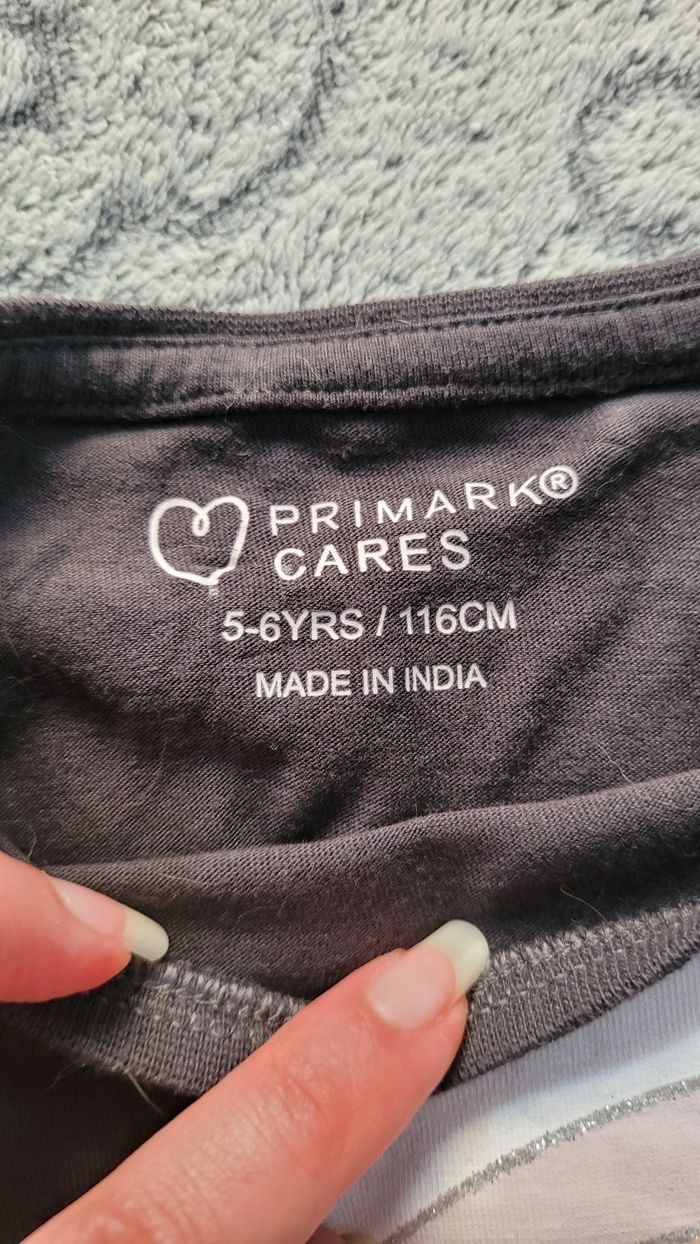 PRIMARK®
CARES
5-6YRS / 116CM
MADE IN INDIA